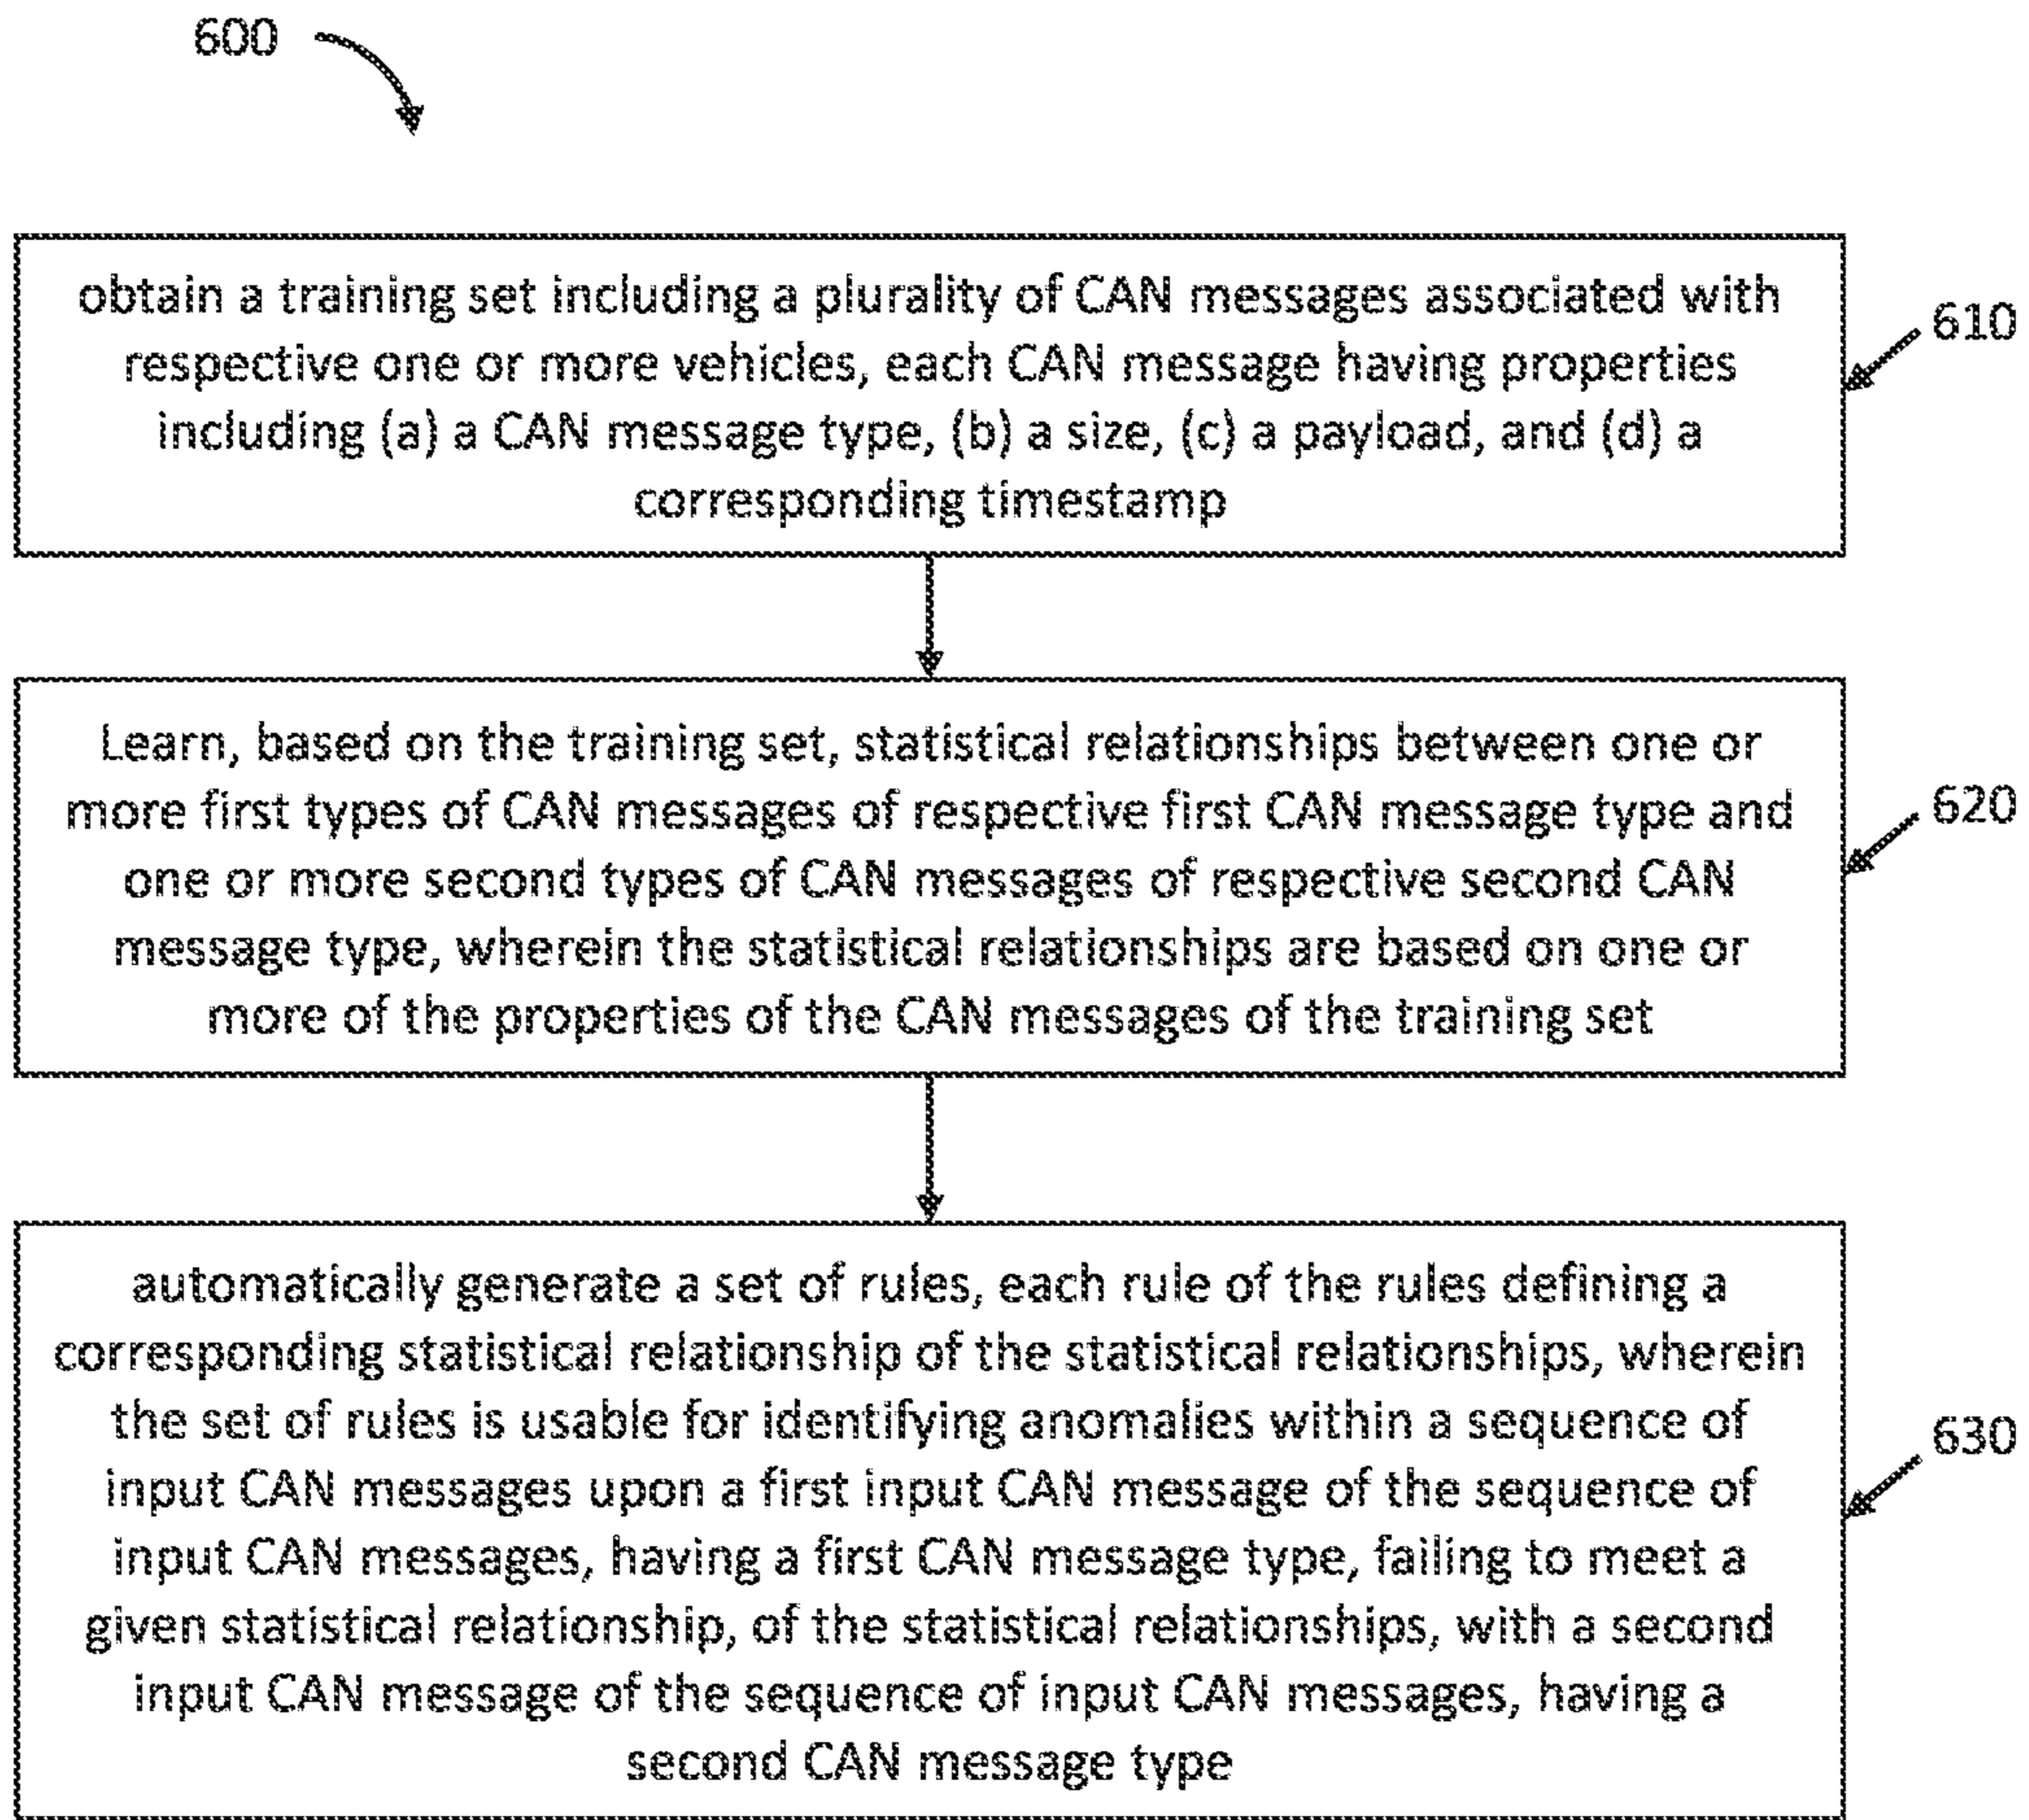 600
obtain a training set including a plurality of CAN messages associated with
respective one or more vehicles, each CAN message having properties
including (a) a CAN message type, (b) a size, (c) a payload, and (d) a
corresponding timestamp
610
Learn, based on the training set, statistical relationships between one or
more first types of CAN messages of respective first CAN message type and
one or more second types of CAN messages of respective second CAN
message type, wherein the statistical relationships are based on one or
more of the properties of the CAN messages of the training set
620
automatically generate a set of rules, each rule of the rules defining a
corresponding statistical relationship of the statistical relationships, wherein
the set of rules is usable for identifying anomalies within a sequence of
input CAN messages upon a first input CAN message of the sequence of
input CAN messages, having a first CAN message type, failing to meet a
given statistical relationship, of the statistical relationships, with a second
input CAN message of the sequence of input CAN messages, having a
second CAN message type
630